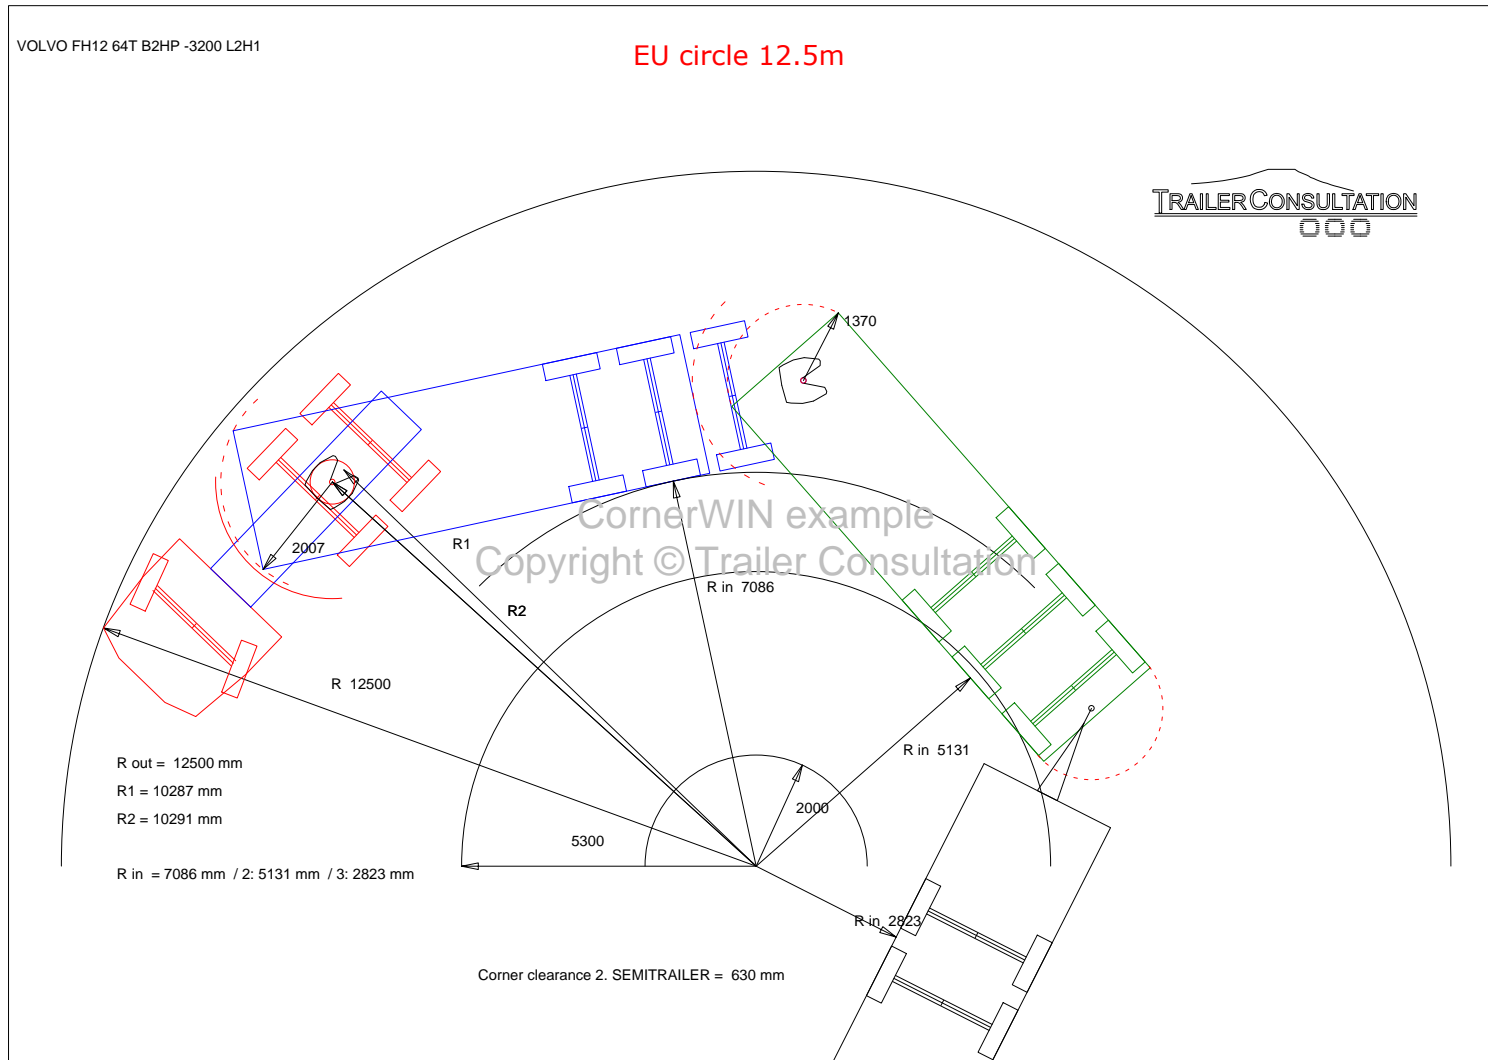 VOLVO FH12 64T B2HP -3200 L2H1
EU circle 12.5m
TRAILERCONSULTATION
1370
2007
R1
CornerWIN example
Copyright © Trailer Consultation
R in 7086
R2
R 12500
R in 5131
2000
5300
R out = 12500 mm
R1 = 10287 mm
R2 = 10291 mm
R in = 7086 mm / 2: 5131 mm / 3: 2823 mm
R in 2823
Corner clearance 2. SEMITRAILER = 630 mm